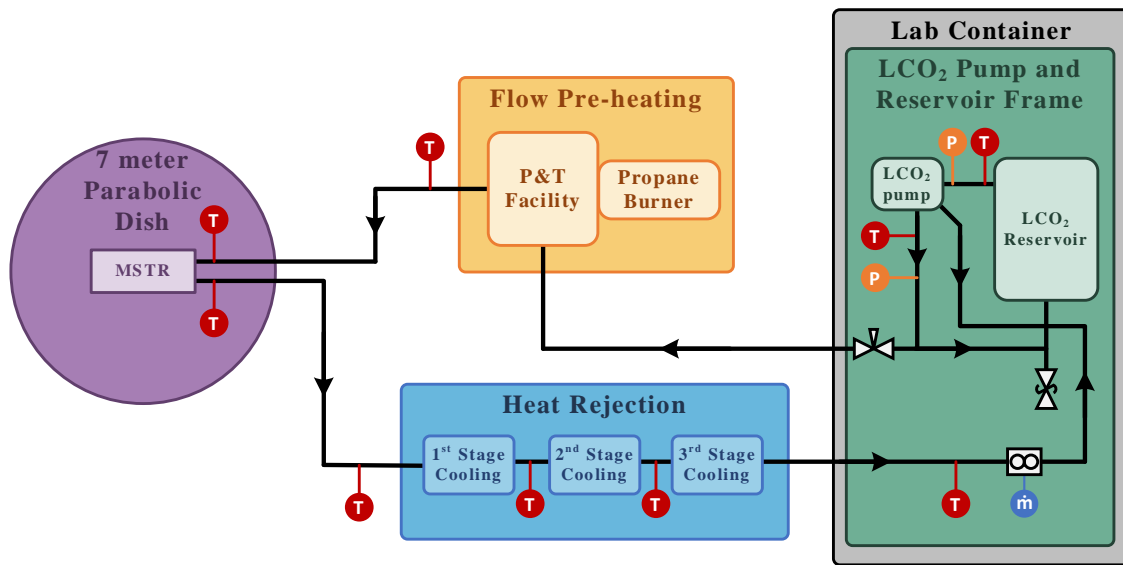 Lab Container
LCO₂ Pump and
Reservoir Frame
P
T
LCO₂
pump
LCO₂
Reservoir
T
P
Flow Pre-heating
T
P&T
Facility
Propane
Burner
7 meter
Parabolic
Dish
T
MSTR
T
Heat Rejection
1st Stage
Cooling
2nd Stage
Cooling
3rd Stage
Cooling
T
T
T
T
ṁ